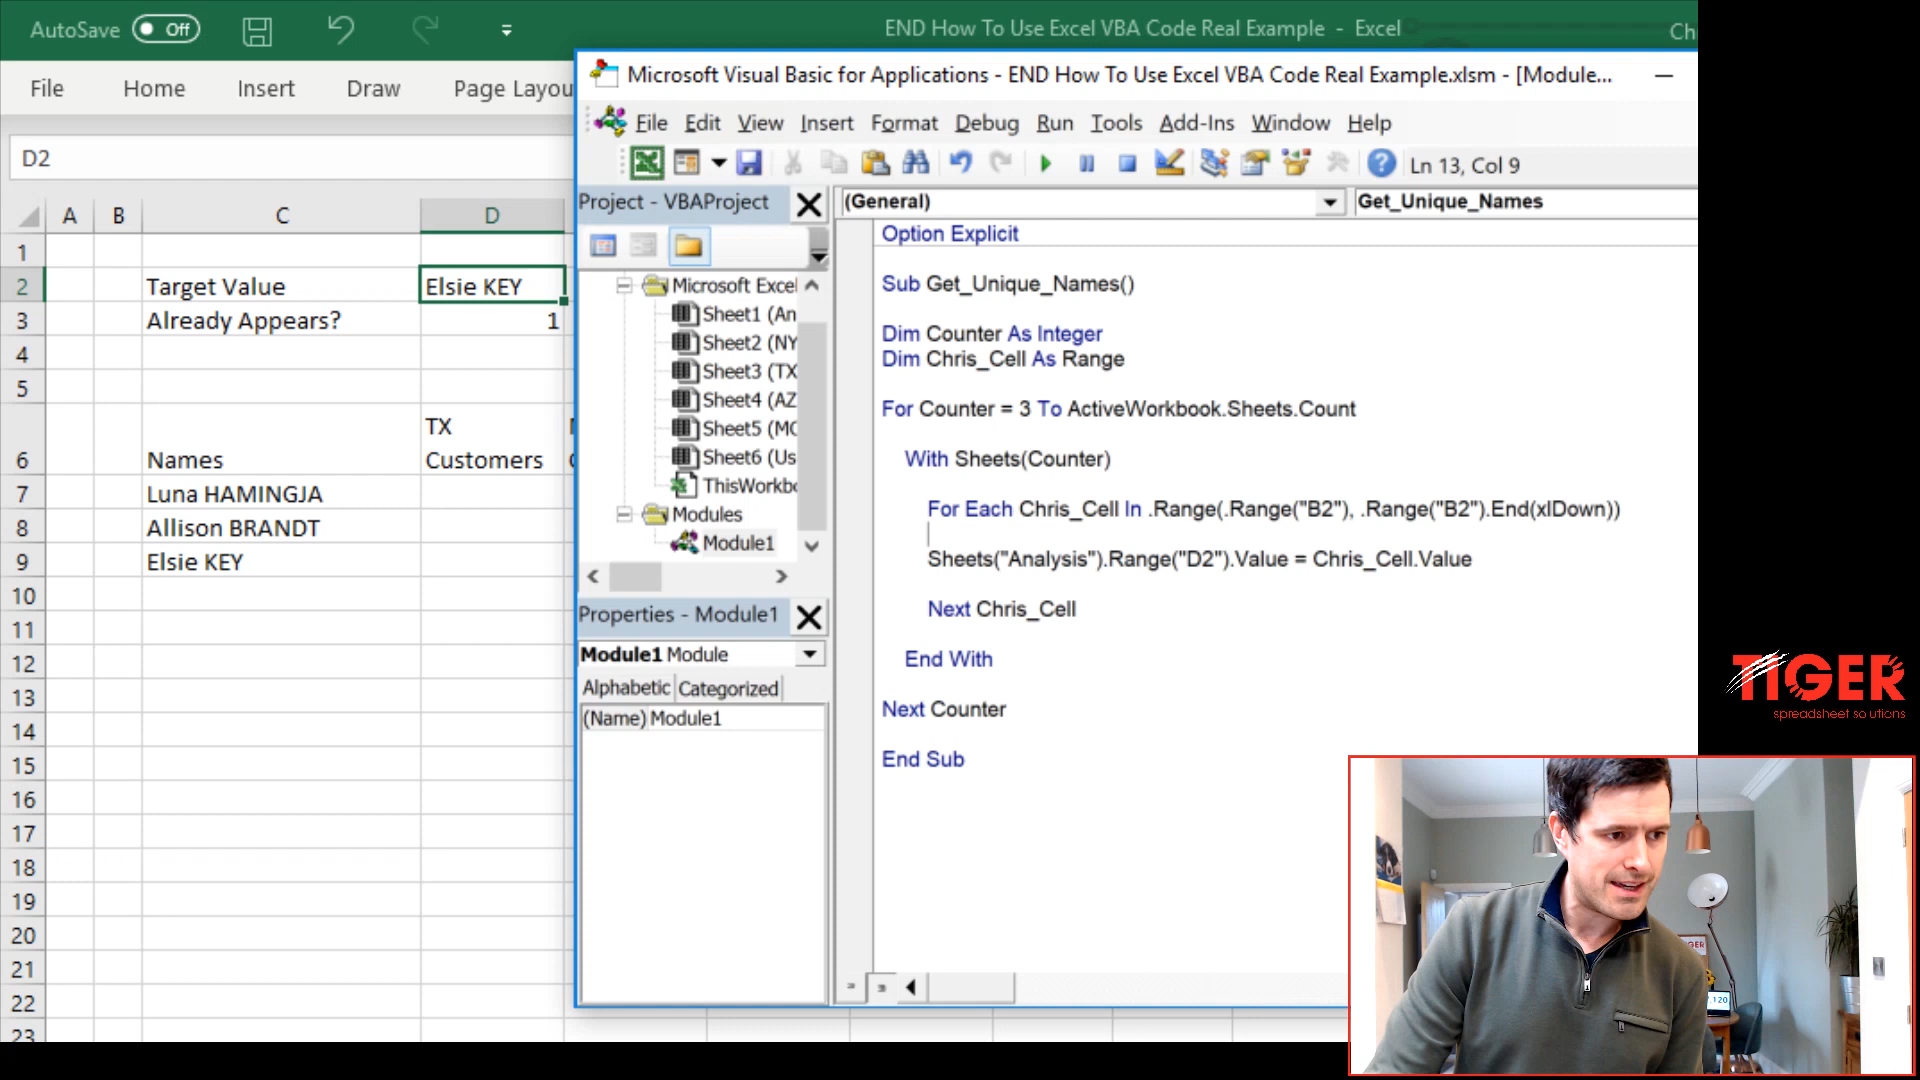 AutoSave Off
END How To Use Excel VBA Code Real Example - Excel
Ch
File Home Insert Draw Page Layou
Microsoft Visual Basic for Applications - END How To Use Excel VBA Code Real Example.xlsm - [Module...
File Edit View Insert Format Debug Run Tools Add-Ins Window Help
Ln 13, Col 9
D2
Project - VBAProject
(General)
Get_Unique_Names
A B C D
1
2 Target Value Elsie KEY
3 Already Appears? 1
4
5
TX
6 Names Customers
7 Luna HAMINGJA
8 Allison BRANDT
9 Elsie KEY
10
11
12
13
14
15
16
17
18
19
20
21
22
23
Microsoft Excel
Sheet1 (An
Sheet2 (NY
Sheet3 (TX
Sheet4 (AZ
Sheet5 (MO
Sheet6 (Us
ThisWorkbo
Modules
Module1
Properties - Module1
Module1 Module
Alphabetic Categorized
(Name) Module1
Option Explicit
Sub Get_Unique_Names()
Dim Counter As Integer
Dim Chris_Cell As Range
For Counter = 3 To ActiveWorkbook.Sheets.Count
With Sheets(Counter)
For Each Chris_Cell In .Range(.Range("B2"), .Range("B2").End(xlDown))
Sheets("Analysis").Range("D2").Value = Chris_Cell.Value
Next Chris_Cell
End With
Next Counter
End Sub
TIGER
spreadsheet solutions